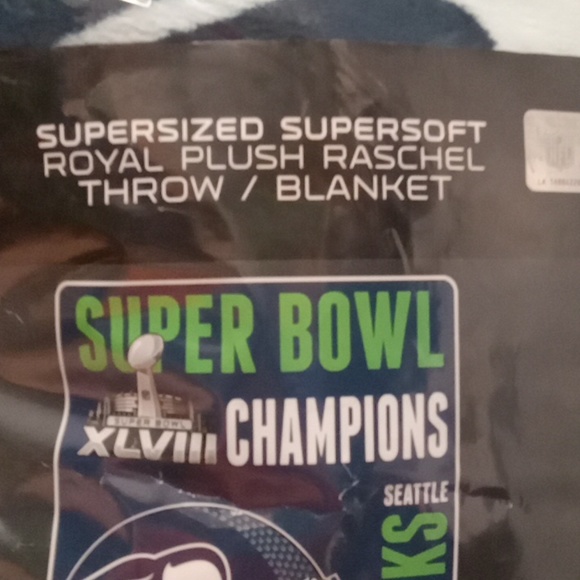 SUPERSIZED SUPERSOFT
ROYAL PLUSH RASCHEL
THROW / BLANKET
SUPER BOWL
SUPER BOWL
XLVIII
CHAMPIONS
SEATTLE
KS